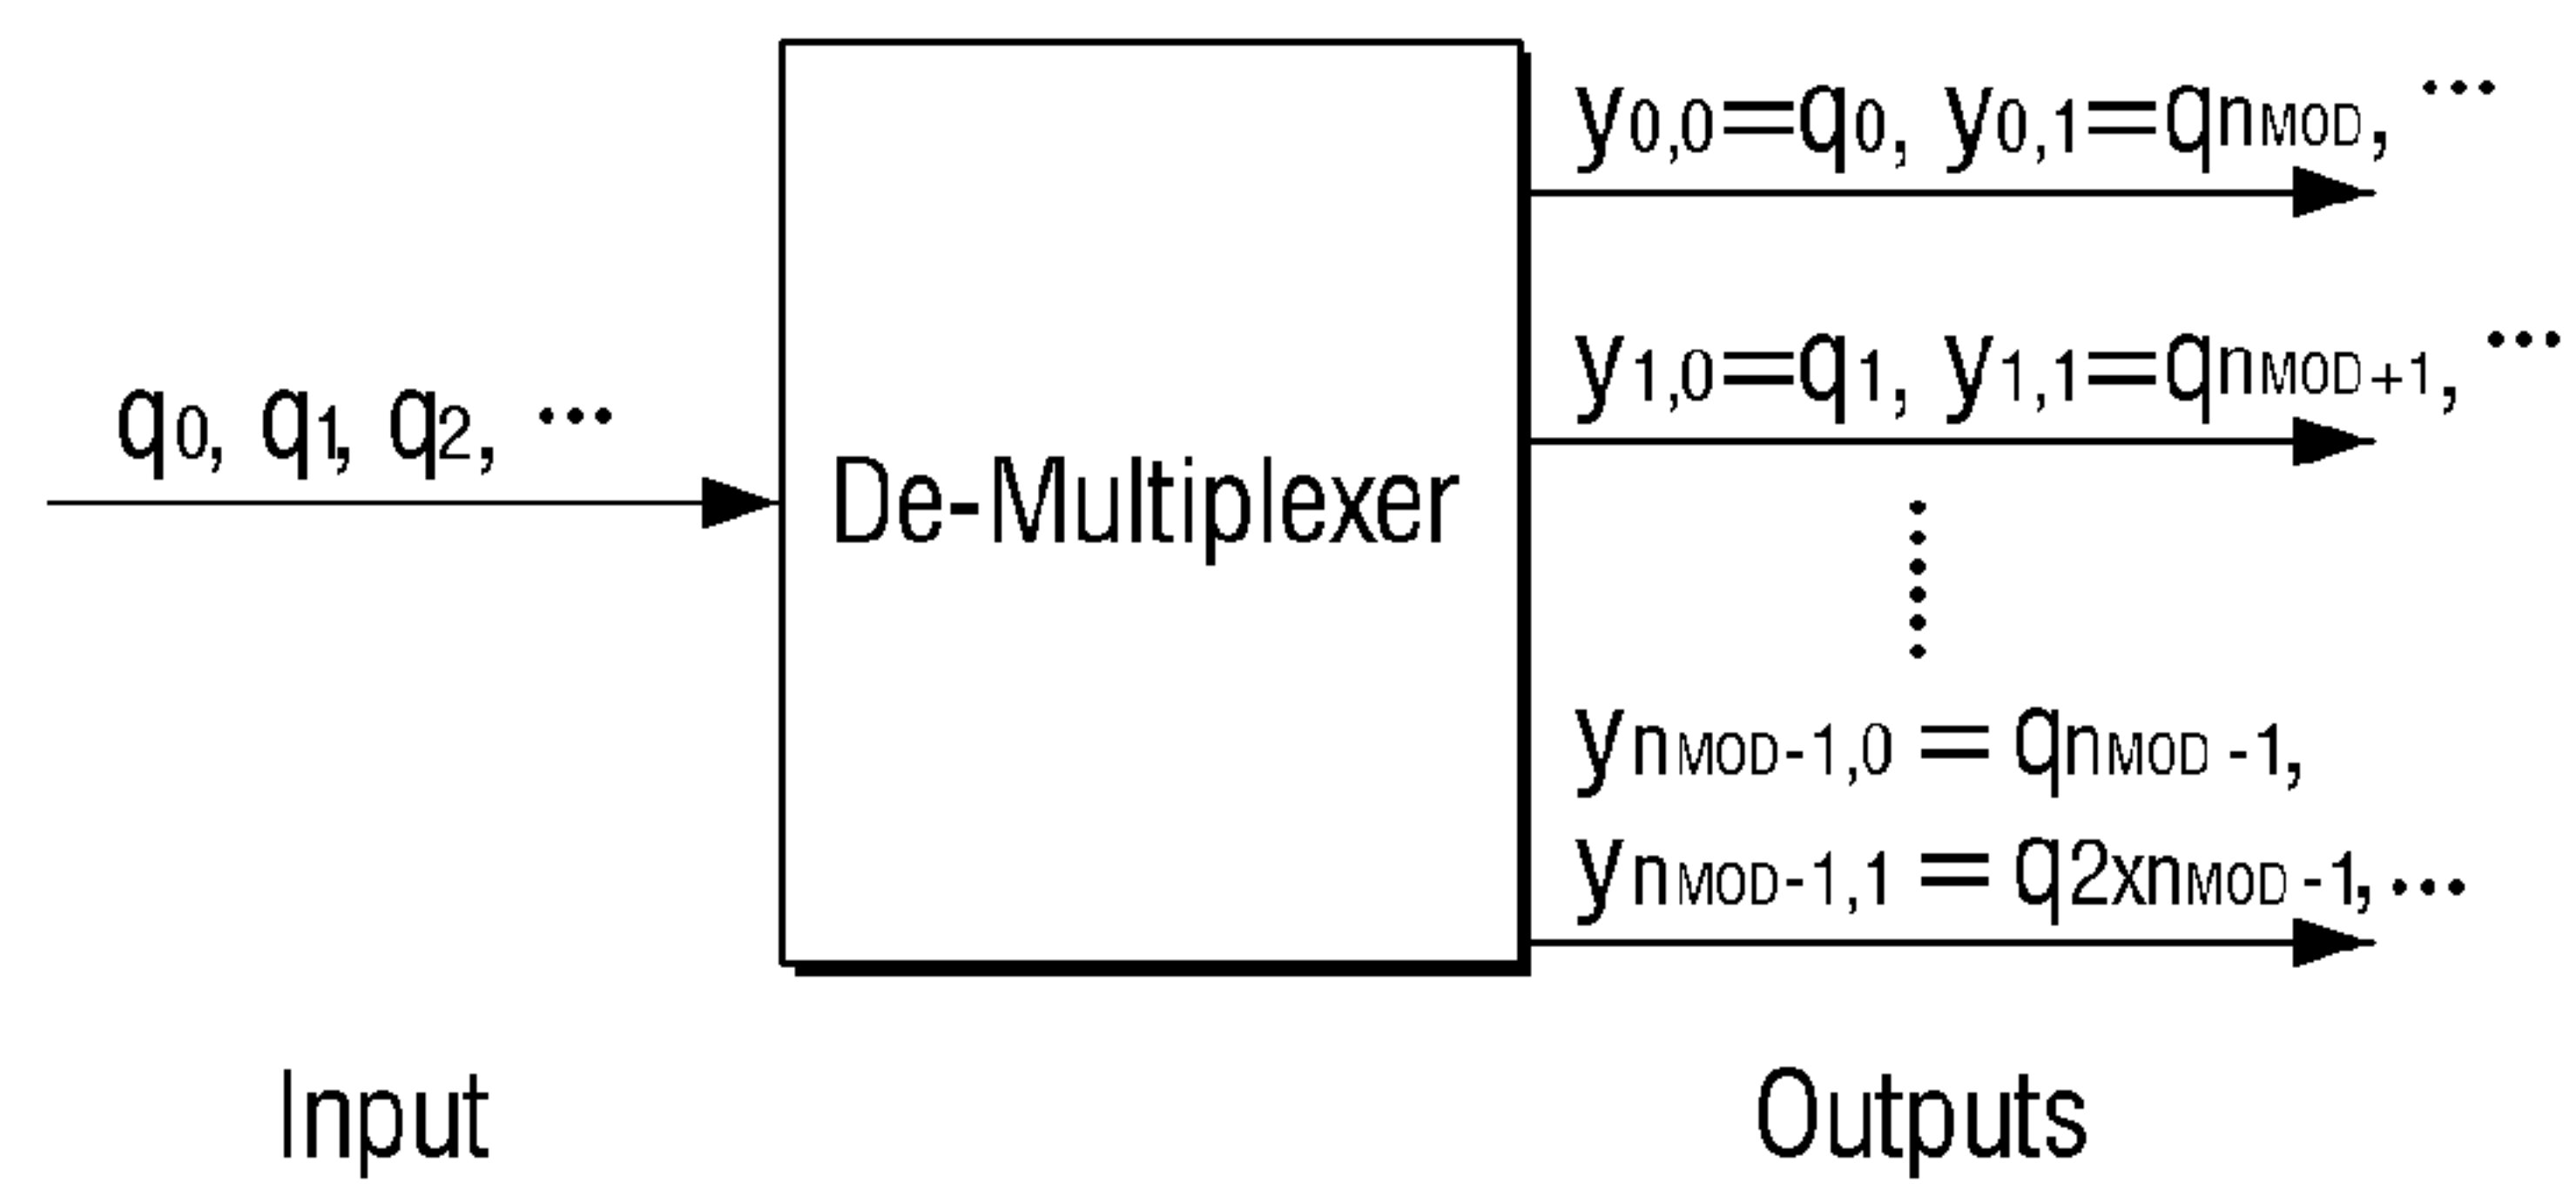 y0,0=q0, y0,1=qnMOD, ...
y1,0=q1, y1,1=qnMOD+1, ...
q0, q1, q2, ...
De-Multiplexer
ynMOD-1,0 = qnMOD-1,
ynMOD-1,1 = q2xnMOD-1, ...
Input
Outputs